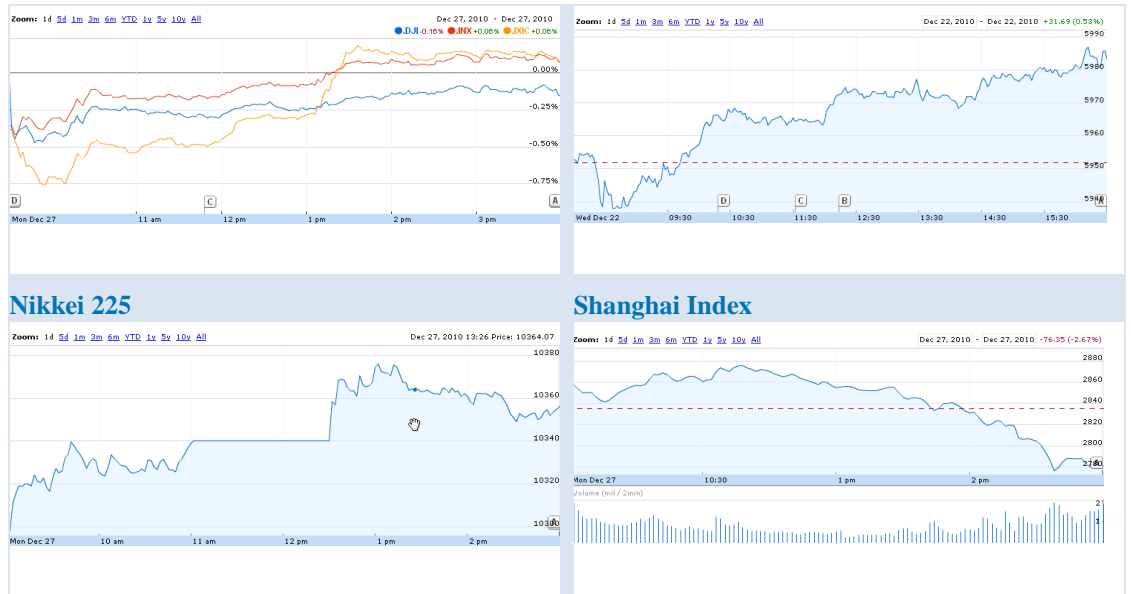 Zoom: 1d 5d 1m 3m 6m YTD 1y 5y 10y All
Dec 27, 2010 - Dec 27, 2010
.DJI -0.16% .INX +0.06% .IXIC +0.06%
0.00%
-0.25%
-0.50%
-0.75%
D C A
Mon Dec 27 11 am 12 pm 1 pm 2 pm 3 pm
Zoom: 1d 5d 1m 3m 6m YTD 1y 5y 10y All
Dec 22, 2010 - Dec 22, 2010 +31.69 (0.53%)
5990
5980
5970
5960
5950
D C B A
Wed Dec 22 09:30 10:30 11:30 12:30 13:30 14:30 15:30
Nikkei 225
Zoom: 1d 5d 1m 3m 6m YTD 1y 5y 10y All
Dec 27, 2010 13:26 Price: 10364.07
10380
10360
10340
10320
A
Mon Dec 27 10 am 11 am 12 pm 1 pm 2 pm
Shanghai Index
Zoom: 1d 5d 1m 3m 6m YTD 1y 5y 10y All
Dec 27, 2010 - Dec 27, 2010 -76.35 (-2.67%)
2880
2860
2840
2820
2800
2780
A
Mon Dec 27 10:30 1 pm 2 pm
Volume (mil / 2min)
2
1